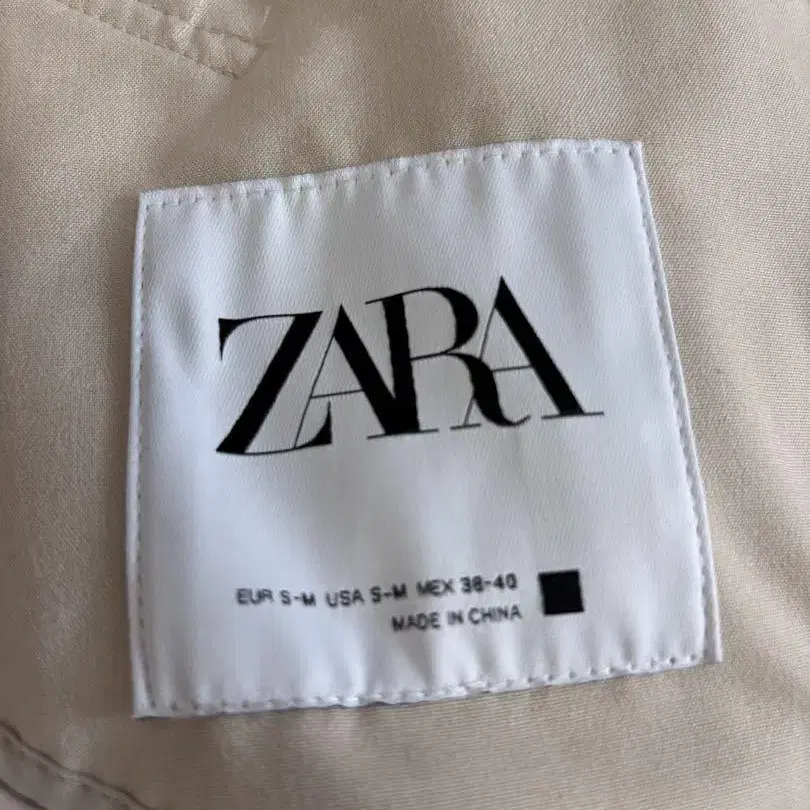 ZARA
EUR S-M USA S-M MEX 38-40
MADE IN CHINA